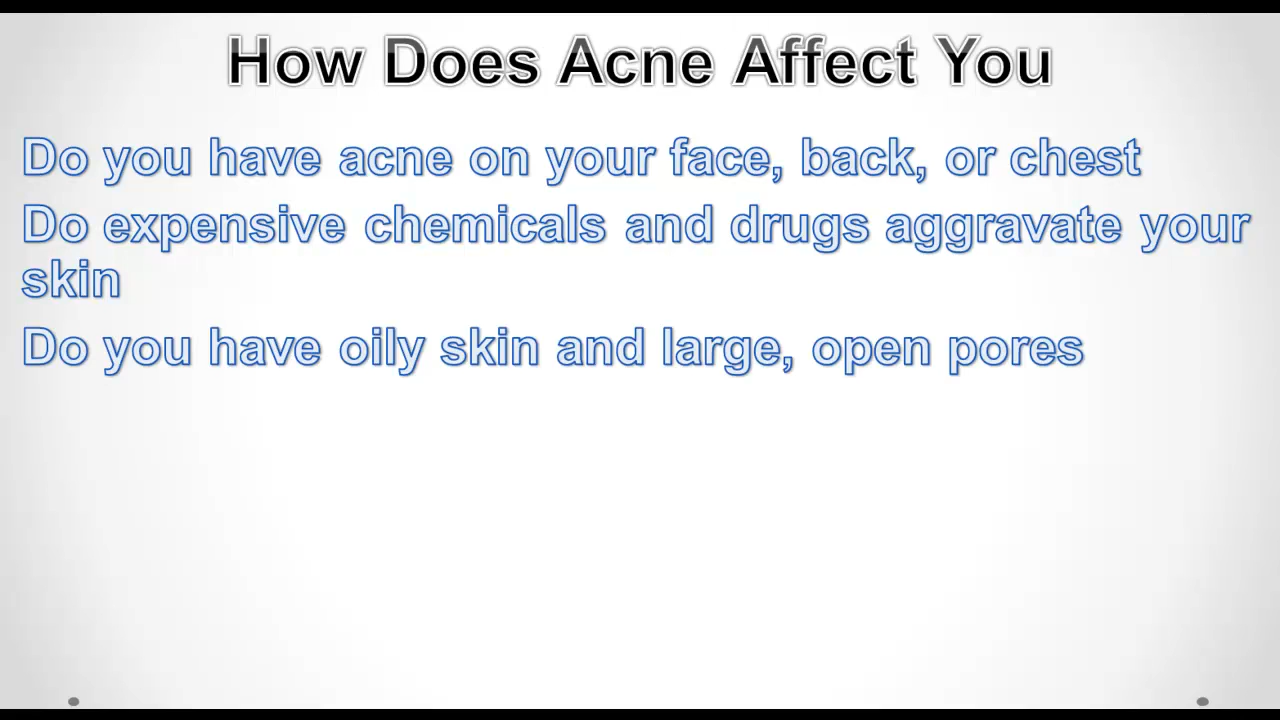 How Does Acne Affect You
Do you have acne on your face, back, or chest
Do expensive chemicals and drugs aggravate your
skin
Do you have oily skin and large, open pores